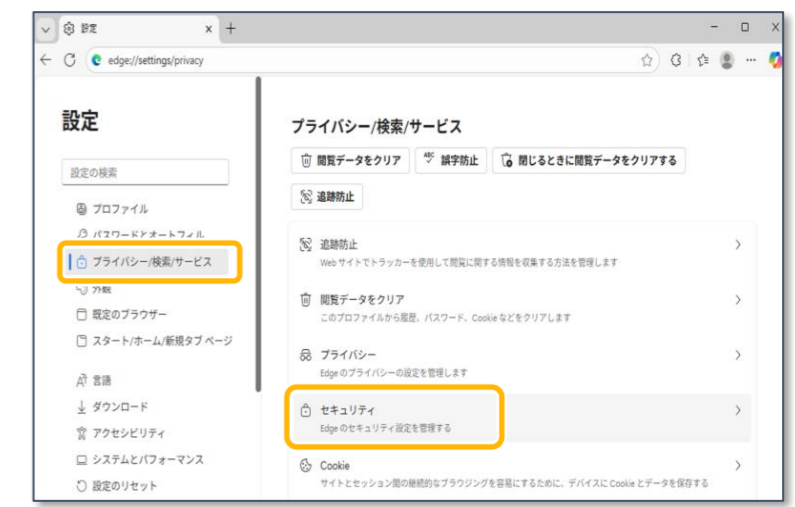 設定
edge://settings/privacy
設定
設定の検索
プロファイル
パスワードとオートフィル
プライバシー/検索/サービス
外観
既定のブラウザー
スタート/ホーム/新規タブ ページ
言語
ダウンロード
アクセシビリティ
システムとパフォーマンス
設定のリセット
プライバシー/検索/サービス
閲覧データをクリア
ABC 誤字防止
閉じるときに閲覧データをクリアする
追跡防止
追跡防止
Web サイトでトラッカーを使用して閲覧に関する情報を収集する方法を管理します
閲覧データをクリア
このプロファイルから履歴、パスワード、Cookie などをクリアします
プライバシー
Edge のプライバシーの設定を管理します
セキュリティ
Edge のセキュリティ設定を管理する
Cookie
サイトとセッション間の継続的なブラウジングを容易にするために、デバイスに Cookie とデータを保存する